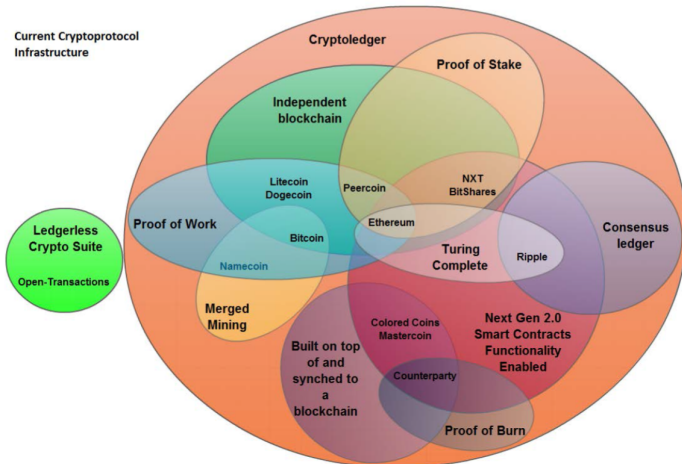 Current Cryptoprotocol
Infrastructure
Cryptoledger
Proof of Stake
Independent
blockchain
NXT
BitShares
Litecoin
Dogecoin
Peercoin
Ethereum
Proof of Work
Bitcoin
Ledgerless
Crypto Suite
Open-Transactions
Consensus
ledger
Turing
Complete
Ripple
Namecoin
Merged
Mining
Next Gen 2.0
Smart Contracts
Functionality
Enabled
Colored Coins
Mastercoin
Built on top
of and
synched to
a
blockchain
Counterparty
Proof of Burn